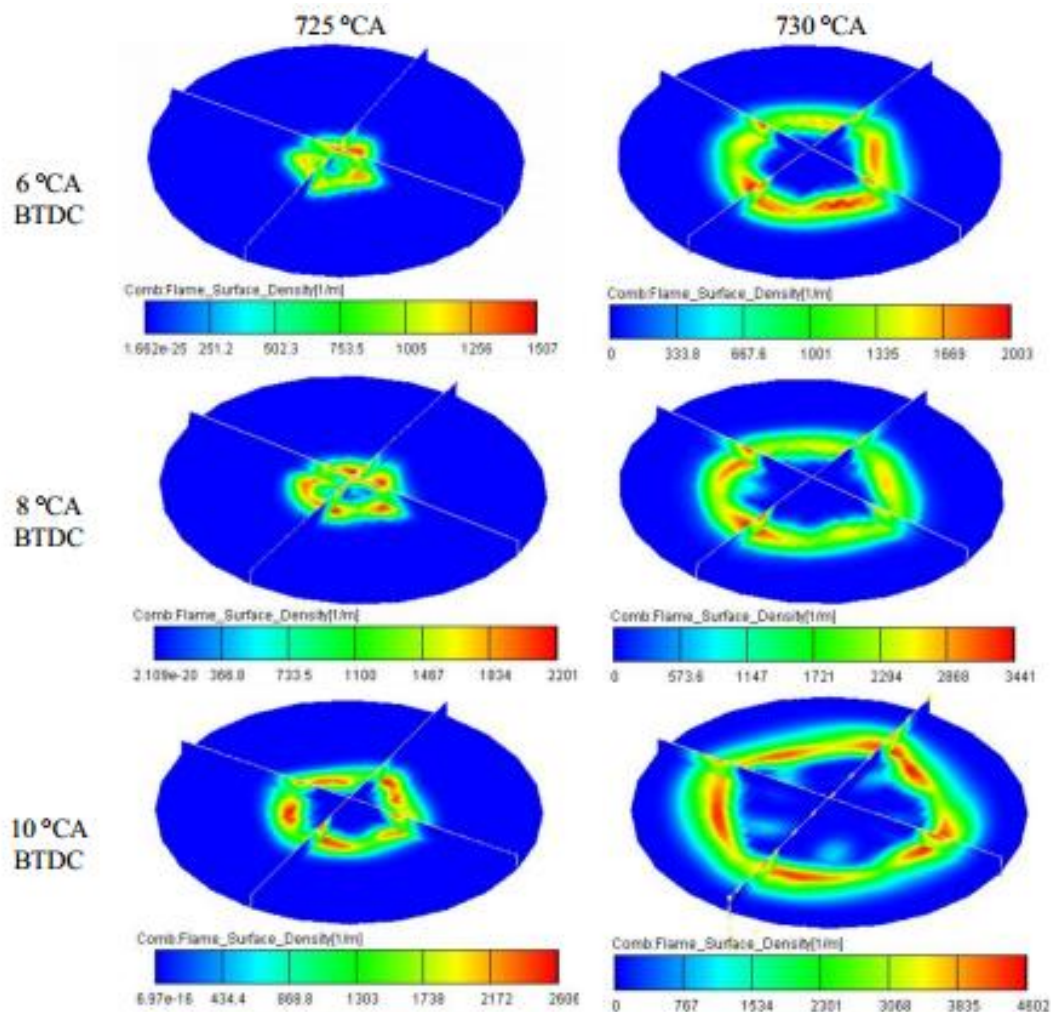 725 °CA
730 °CA
6 °CA
BTDC
Comb:Flame_Surface_Density[1/m]
1.662e-25 251.2 502.3 753.5 1005 1256 1507
Comb:Flame_Surface_Density[1/m]
0 333.8 667.6 1001 1335 1669 2003
8 °CA
BTDC
Comb:Flame_Surface_Density[1/m]
2.109e-20 366.8 733.5 1100 1467 1834 2201
Comb:Flame_Surface_Density[1/m]
0 573.6 1147 1721 2294 2868 3441
10 °CA
BTDC
Comb:Flame_Surface_Density[1/m]
6.97e-16 434.4 868.8 1303 1738 2172 2606
Comb:Flame_Surface_Density[1/m]
0 767 1534 2301 3068 3835 4602